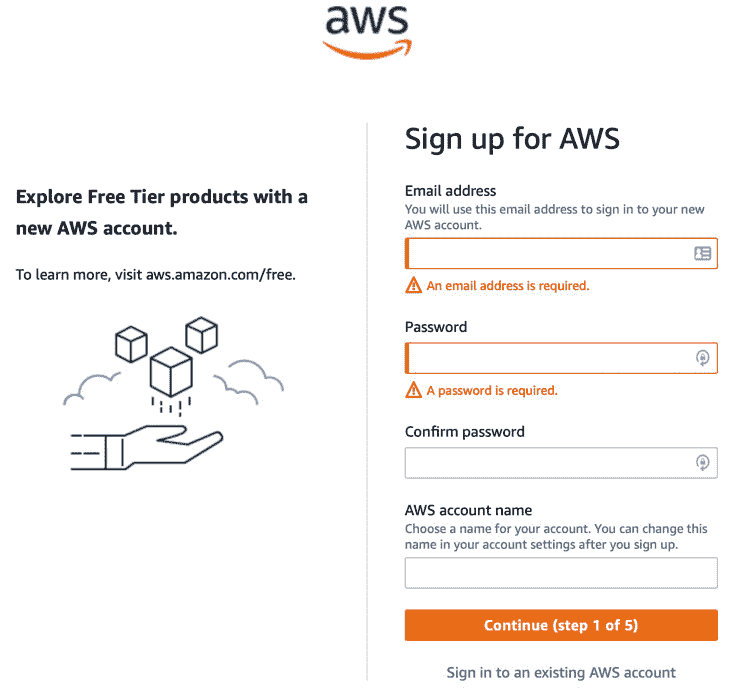 aws
Explore Free Tier products with a
new AWS account.
To learn more, visit aws.amazon.com/free.
Sign up for AWS
Email address
You will use this email address to sign in to your new
AWS account.
An email address is required.
Password
A password is required.
Confirm password
AWS account name
Choose a name for your account. You can change this
name in your account settings after you sign up.
Continue (step 1 of 5)
Sign in to an existing AWS account